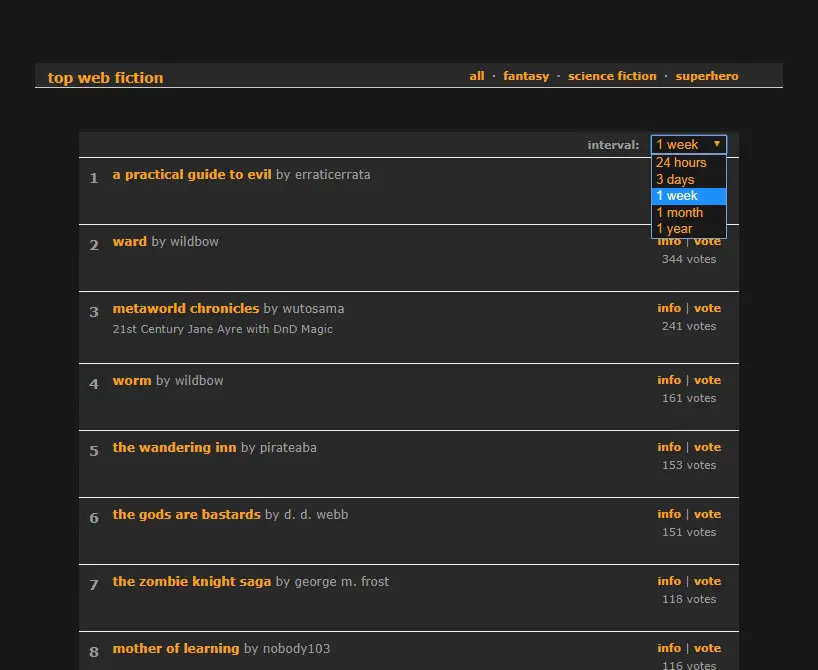 top web fiction
all · fantasy · science fiction · superhero
interval: 1 week
24 hours
3 days
1 week
1 month
1 year
1 a practical guide to evil by erraticerrata
2 ward by wildbow
info | vote
344 votes
3 metaworld chronicles by wutosama
info | vote
21st Century Jane Ayre with DnD Magic
241 votes
4 worm by wildbow
info | vote
161 votes
5 the wandering inn by pirateaba
info | vote
153 votes
6 the gods are bastards by d. d. webb
info | vote
151 votes
7 the zombie knight saga by george m. frost
info | vote
118 votes
8 mother of learning by nobody103
info | vote
116 votes